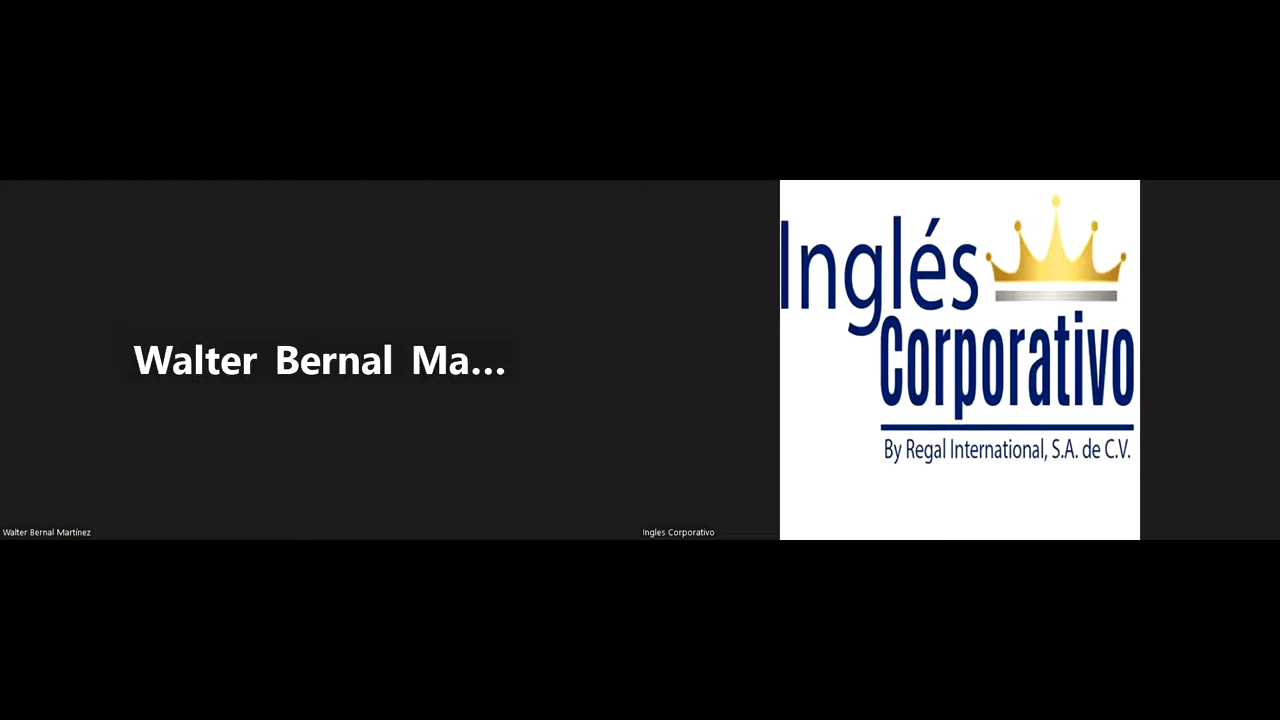 Walter Bernal Ma...
Walter Bernal Martínez
Inglés
Corporativo
By Regal International, S.A. de C.V.
Ingles Corporativo